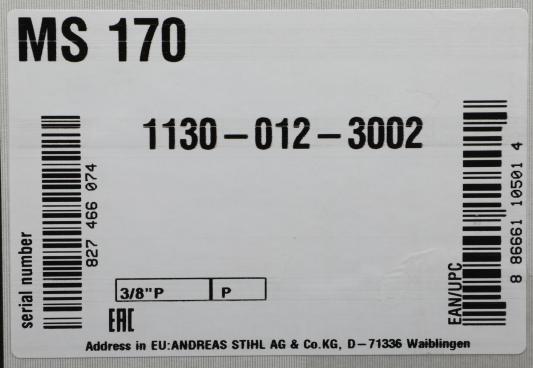 MS 170
1130-012-3002
serial number
827 466 074
EAN/UPC
8 86661 10501 4
3/8"P P
EAC
Address in EU:ANDREAS STIHL AG & Co.KG, D-71336 Waiblingen